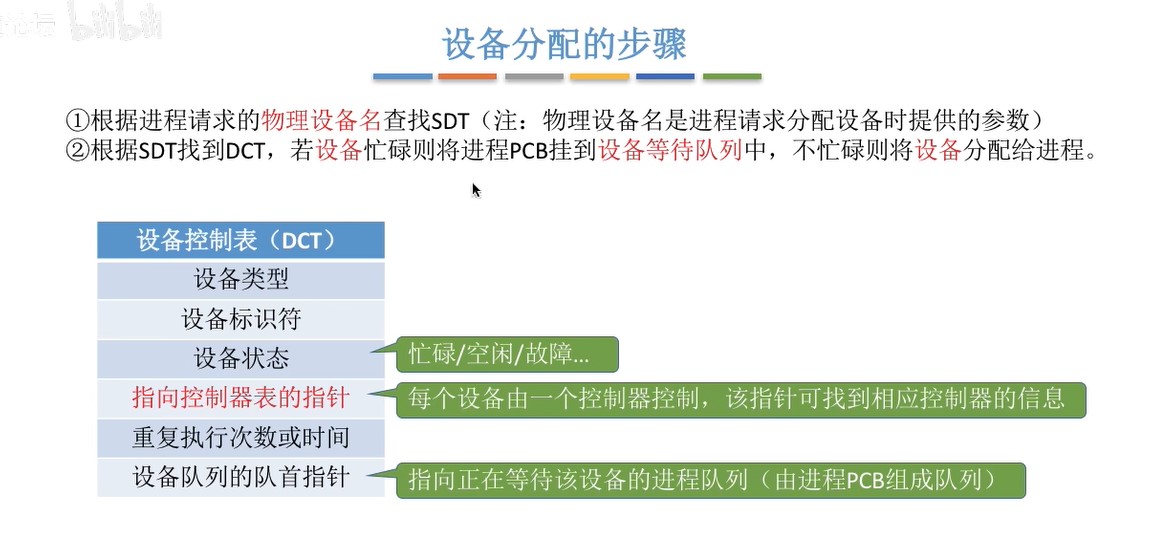 bilibili
设备分配的步骤
①根据进程请求的物理设备名查找SDT（注：物理设备名是进程请求分配设备时提供的参数）
②根据SDT找到DCT，若设备忙碌则将进程PCB挂到设备等待队列中，不忙碌则将设备分配给进程。
设备控制表（DCT）
设备类型
设备标识符
设备状态
忙碌/空闲/故障...
指向控制器表的指针
每个设备由一个控制器控制，该指针可找到相应控制器的信息
重复执行次数或时间
设备队列的队首指针
指向正在等待该设备的进程队列（由进程PCB组成队列）